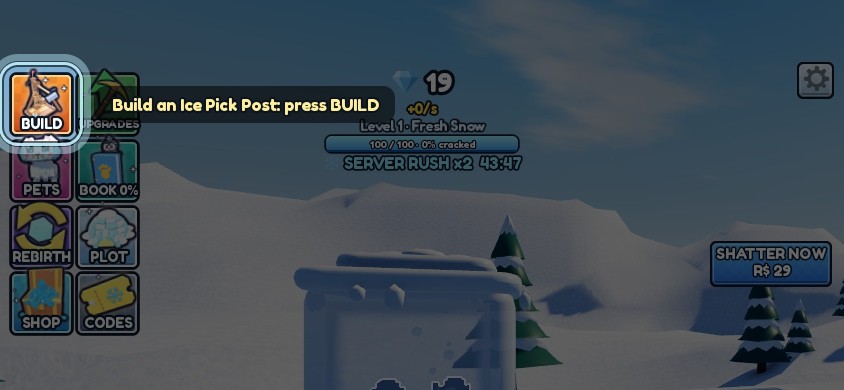 19
+0/s
Level 1 · Fresh Snow
100 / 100 · 0% cracked
SERVER RUSH x2 43:47
BUILD
Build an Ice Pick Post: press BUILD
UPGRADES
PETS
BOOK 0%
REBIRTH
PLOT
SHOP
CODES
SHATTER NOW
R$ 29